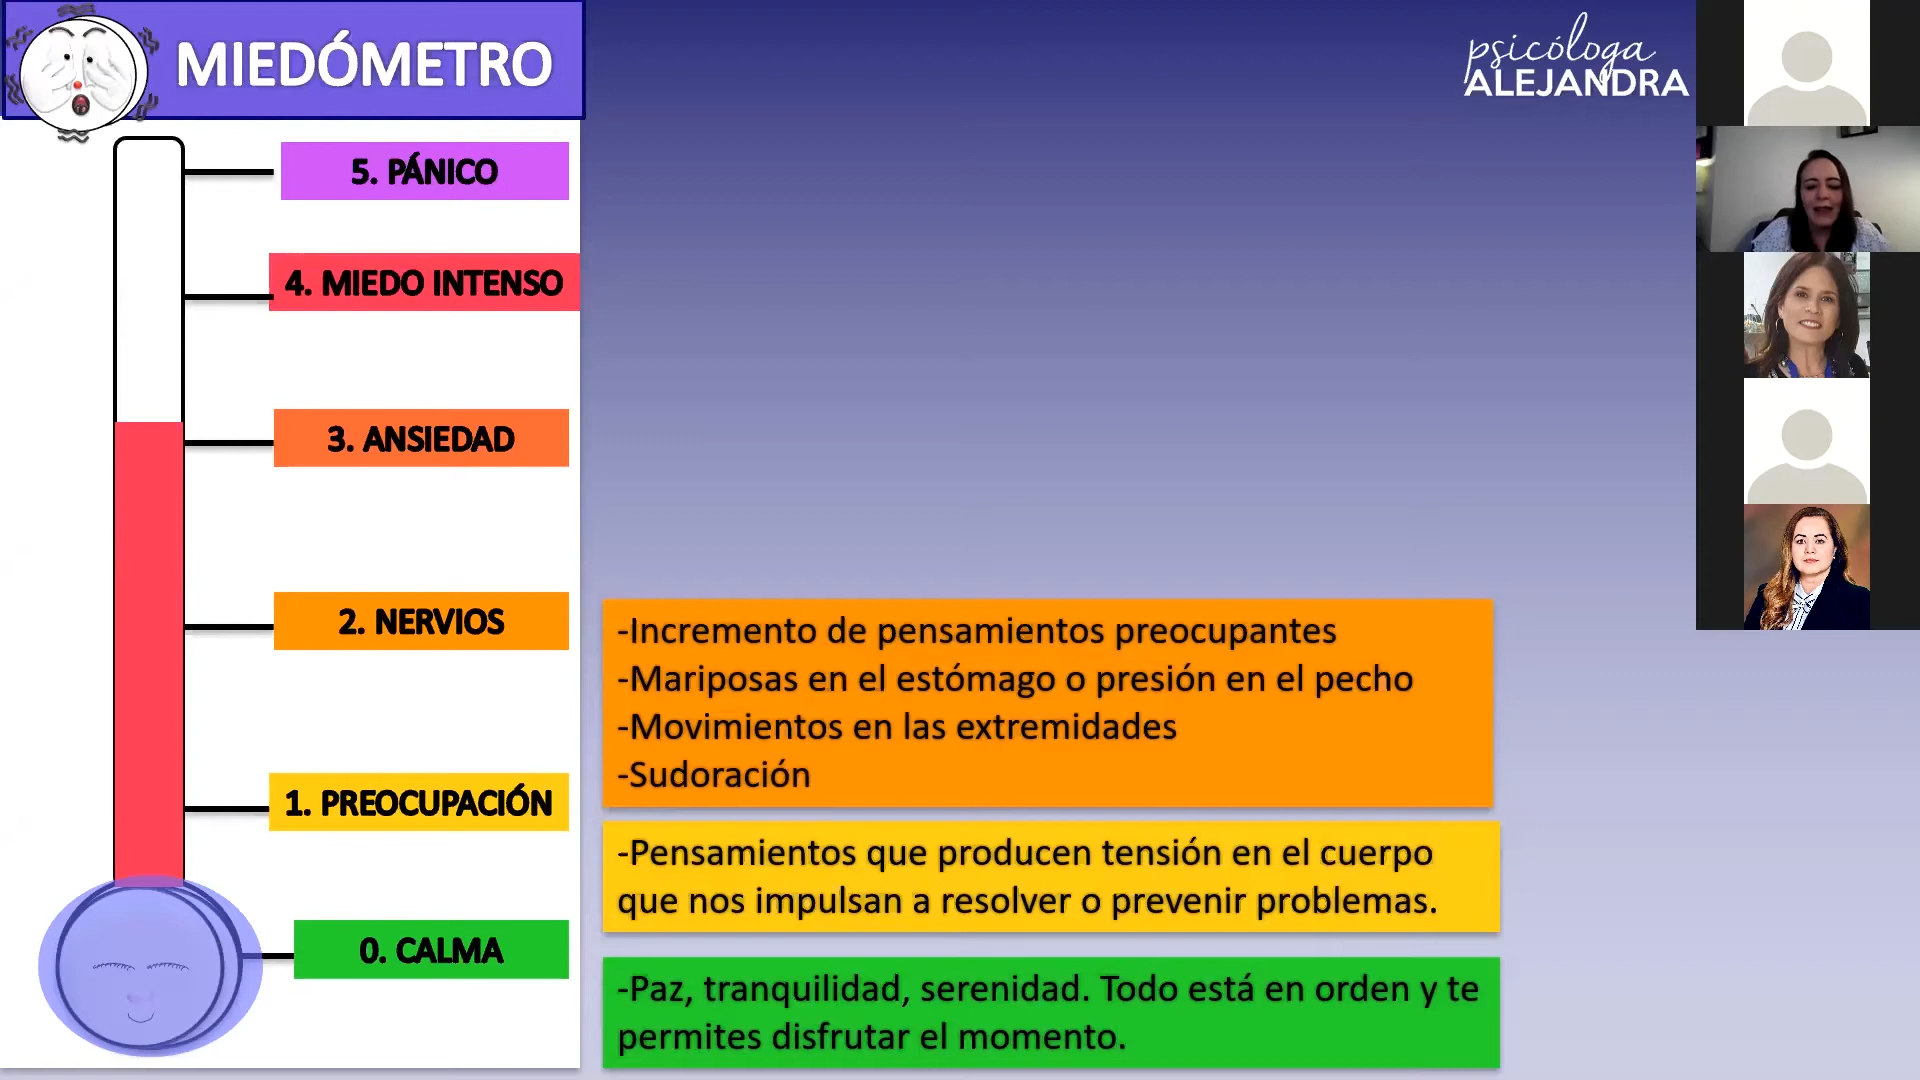 MIEDÓMETRO
psicóloga
ALEJANDRA
5. PÁNICO
4. MIEDO INTENSO
3. ANSIEDAD
2. NERVIOS
-Incremento de pensamientos preocupantes
-Mariposas en el estómago o presión en el pecho
-Movimientos en las extremidades
-Sudoración
1. PREOCUPACIÓN
-Pensamientos que producen tensión en el cuerpo
que nos impulsan a resolver o prevenir problemas.
0. CALMA
-Paz, tranquilidad, serenidad. Todo está en orden y te
permites disfrutar el momento.